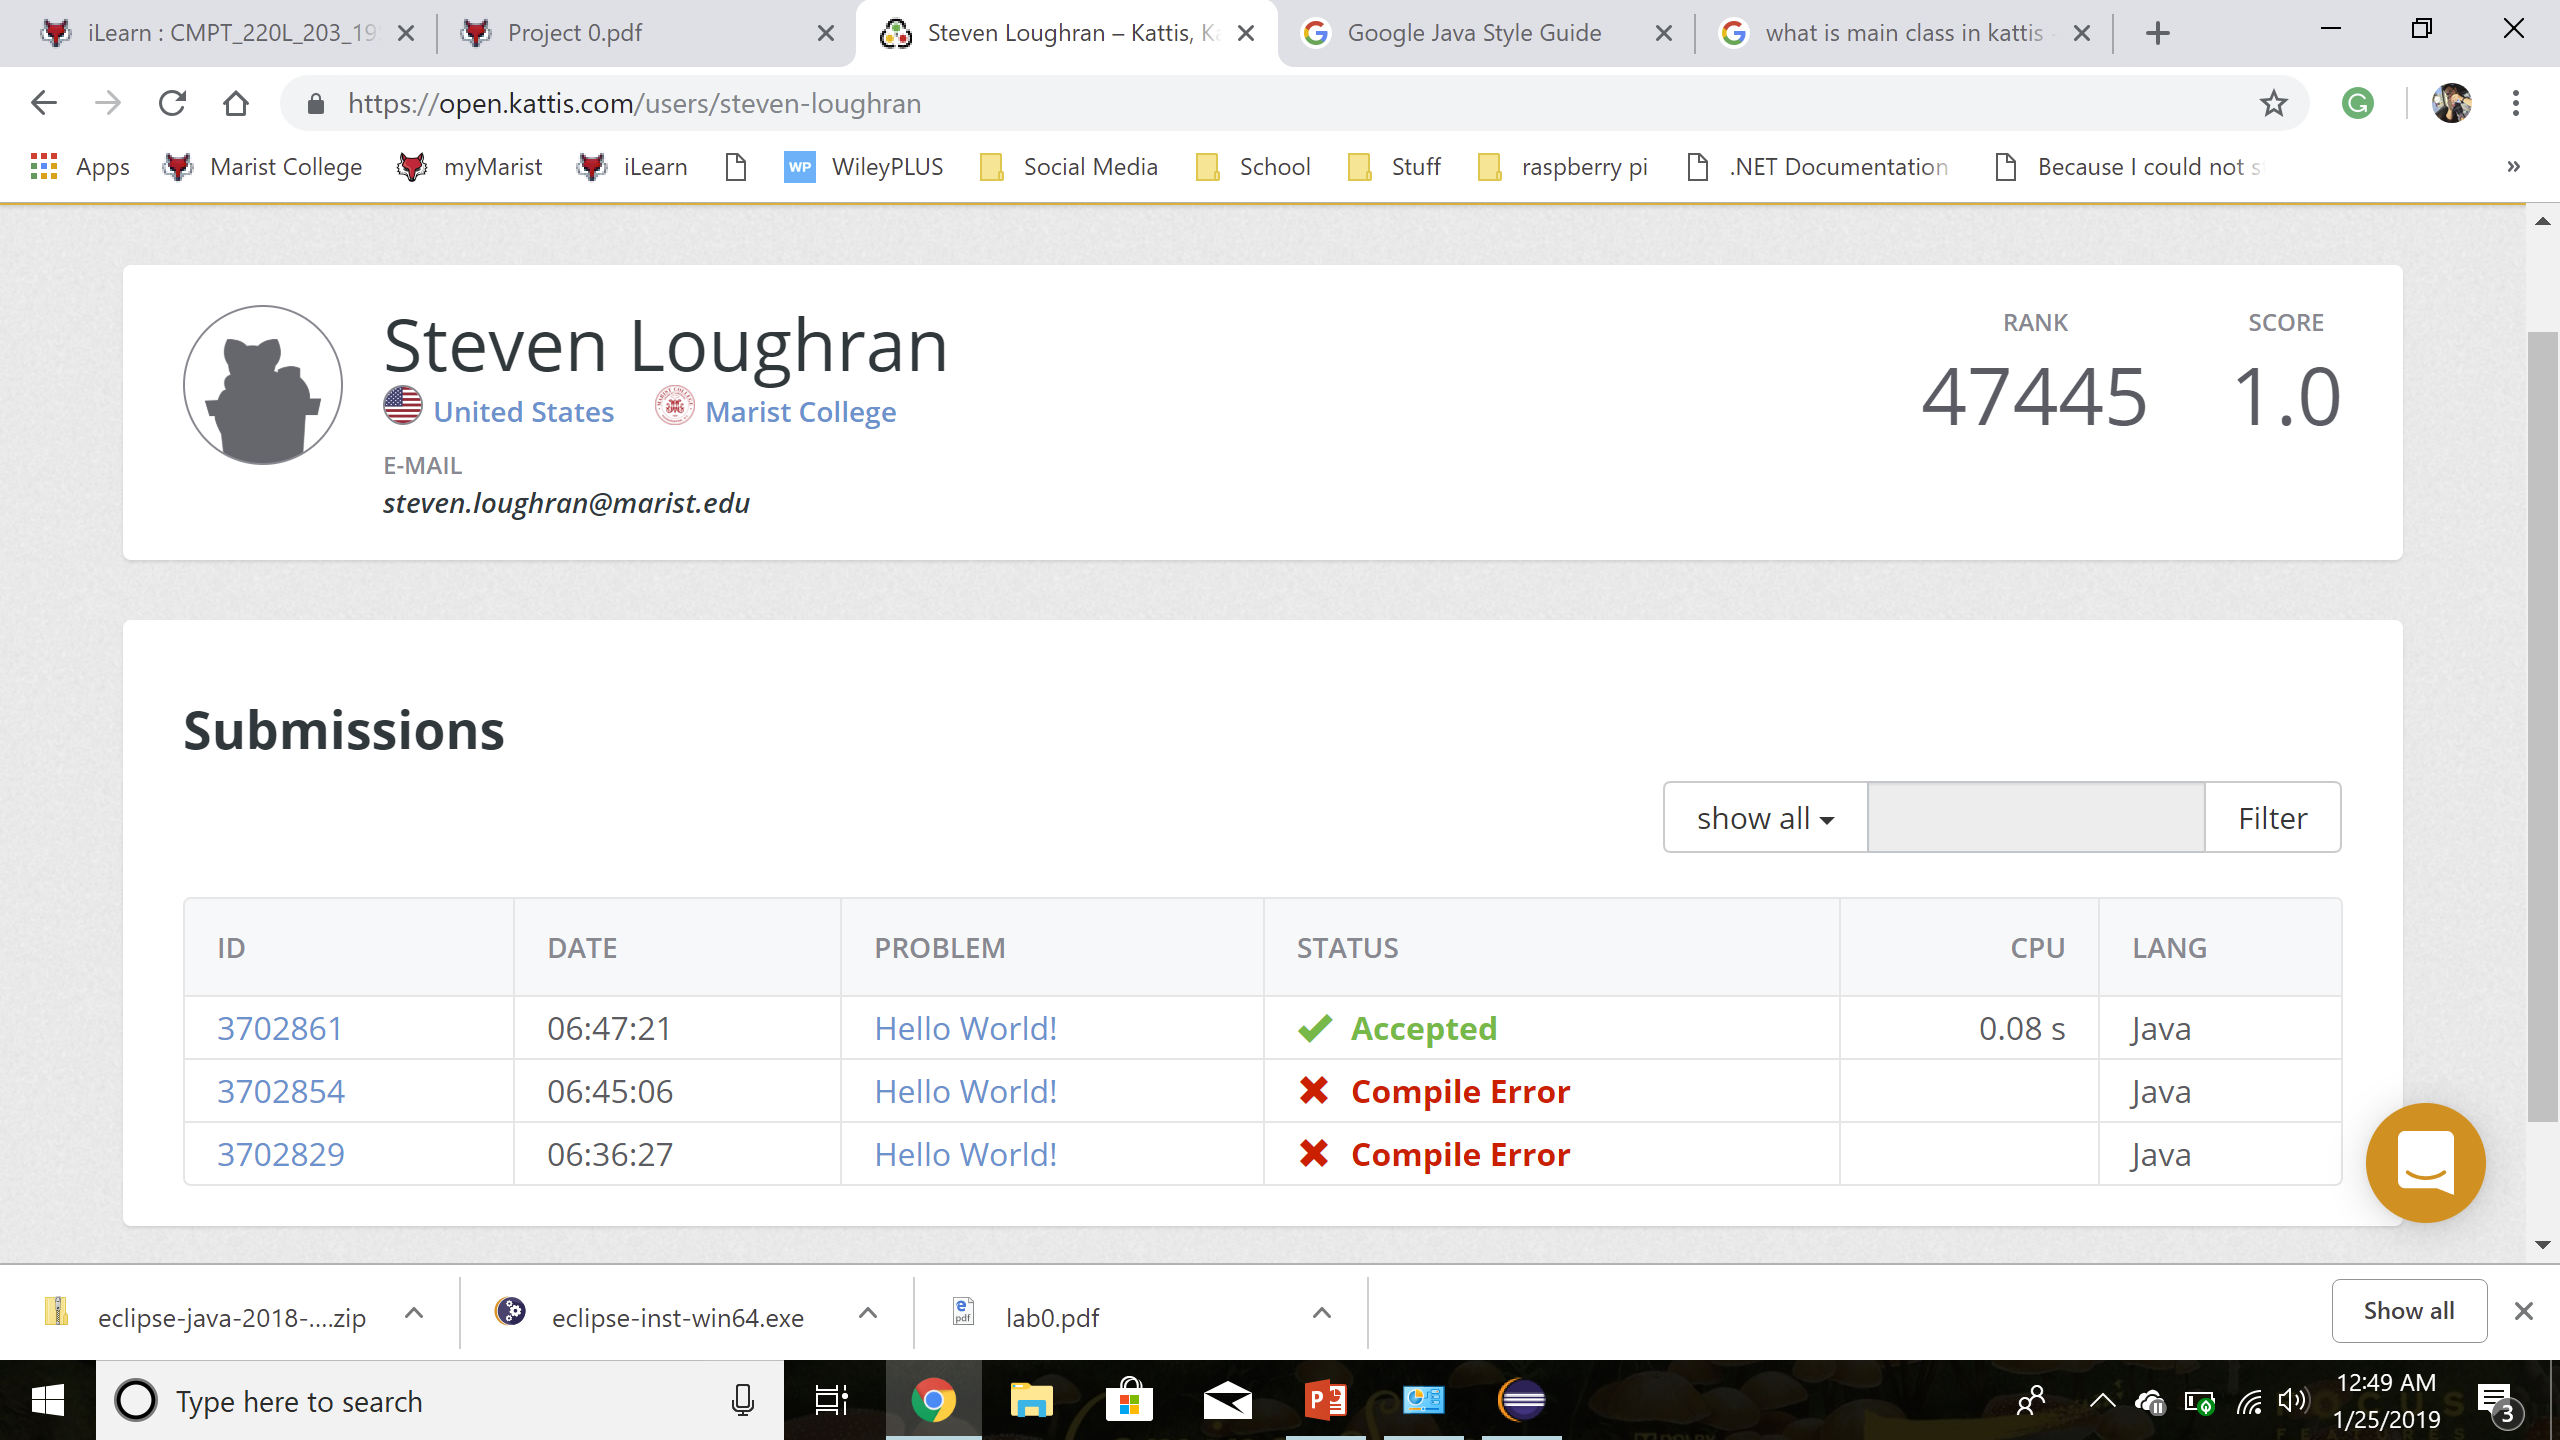 iLearn : CMPT_220L_203_19 Project 0.pdf Steven Loughran – Kattis, K Google Java Style Guide what is main class in kattis
https://open.kattis.com/users/steven-loughran
Apps Marist College myMarist iLearn WP WileyPLUS Social Media School Stuff raspberry pi .NET Documentation Because I could not s »
Steven Loughran
United States Marist College
E-MAIL
steven.loughran@marist.edu
RANK SCORE
47445 1.0
Submissions
show all Filter
ID DATE PROBLEM STATUS CPU LANG
3702861 06:47:21 Hello World! Accepted 0.08 s Java
3702854 06:45:06 Hello World! Compile Error Java
3702829 06:36:27 Hello World! Compile Error Java
eclipse-java-2018-....zip eclipse-inst-win64.exe lab0.pdf Show all
Type here to search
12:49 AM
1/25/2019
3